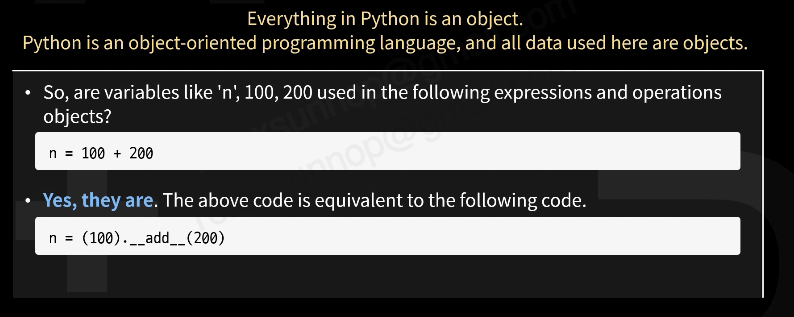 Everything in Python is an object.
Python is an object-oriented programming language, and all data used here are objects.
• So, are variables like 'n', 100, 200 used in the following expressions and operations
objects?
n = 100 + 200
• Yes, they are. The above code is equivalent to the following code.
n = (100).__add__(200)